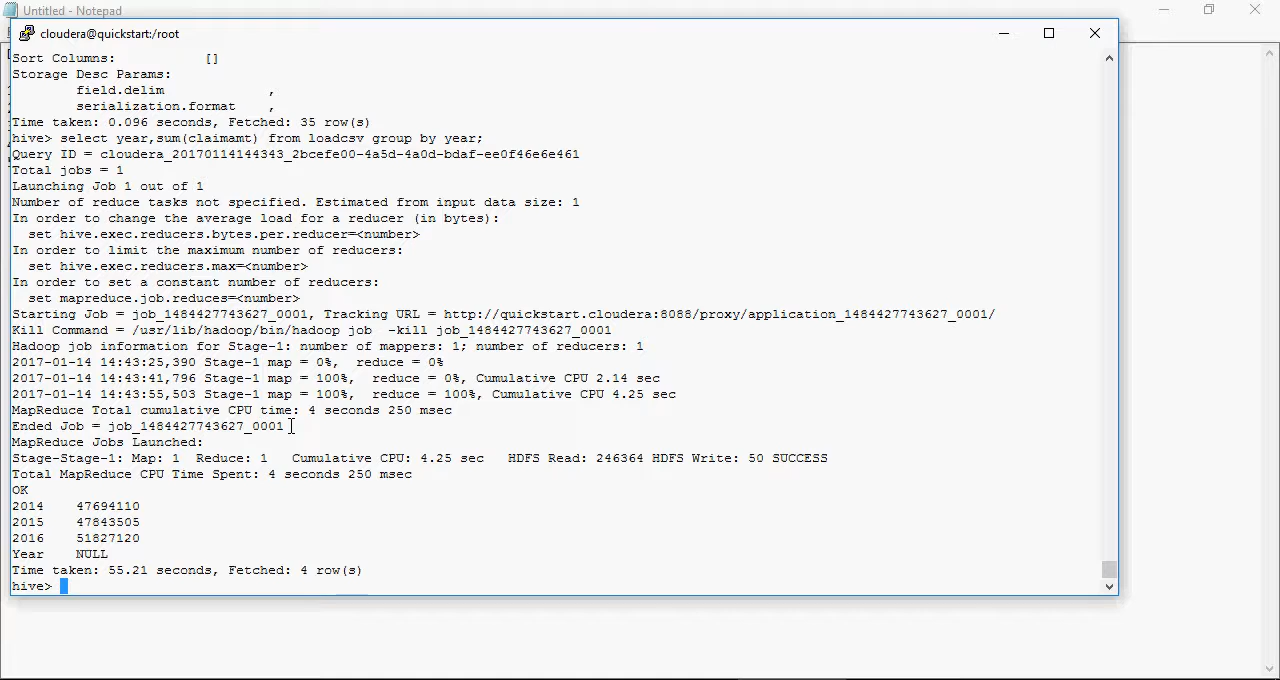 Untitled - Notepad
cloudera@quickstart:/root
Sort Columns:           []
Storage Desc Params:
        field.delim             ,
        serialization.format    ,
Time taken: 0.096 seconds, Fetched: 35 row(s)
hive> select year,sum(claimamt) from loadcsv group by year;
Query ID = cloudera_20170114144343_2bcefe00-4a5d-4a0d-bdaf-ee0f46e6e461
Total jobs = 1
Launching Job 1 out of 1
Number of reduce tasks not specified. Estimated from input data size: 1
In order to change the average load for a reducer (in bytes):
  set hive.exec.reducers.bytes.per.reducer=<number>
In order to limit the maximum number of reducers:
  set hive.exec.reducers.max=<number>
In order to set a constant number of reducers:
  set mapreduce.job.reduces=<number>
Starting Job = job_1484427743627_0001, Tracking URL = http://quickstart.cloudera:8088/proxy/application_1484427743627_0001/
Kill Command = /usr/lib/hadoop/bin/hadoop job  -kill job_1484427743627_0001
Hadoop job information for Stage-1: number of mappers: 1; number of reducers: 1
2017-01-14 14:43:25,390 Stage-1 map = 0%,  reduce = 0%
2017-01-14 14:43:41,796 Stage-1 map = 100%,  reduce = 0%, Cumulative CPU 2.14 sec
2017-01-14 14:43:55,503 Stage-1 map = 100%,  reduce = 100%, Cumulative CPU 4.25 sec
MapReduce Total cumulative CPU time: 4 seconds 250 msec
Ended Job = job_1484427743627_0001
MapReduce Jobs Launched:
Stage-Stage-1: Map: 1  Reduce: 1   Cumulative CPU: 4.25 sec   HDFS Read: 246364 HDFS Write: 50 SUCCESS
Total MapReduce CPU Time Spent: 4 seconds 250 msec
OK
2014    47694110
2015    47843505
2016    51827120
Year    NULL
Time taken: 55.21 seconds, Fetched: 4 row(s)
hive>